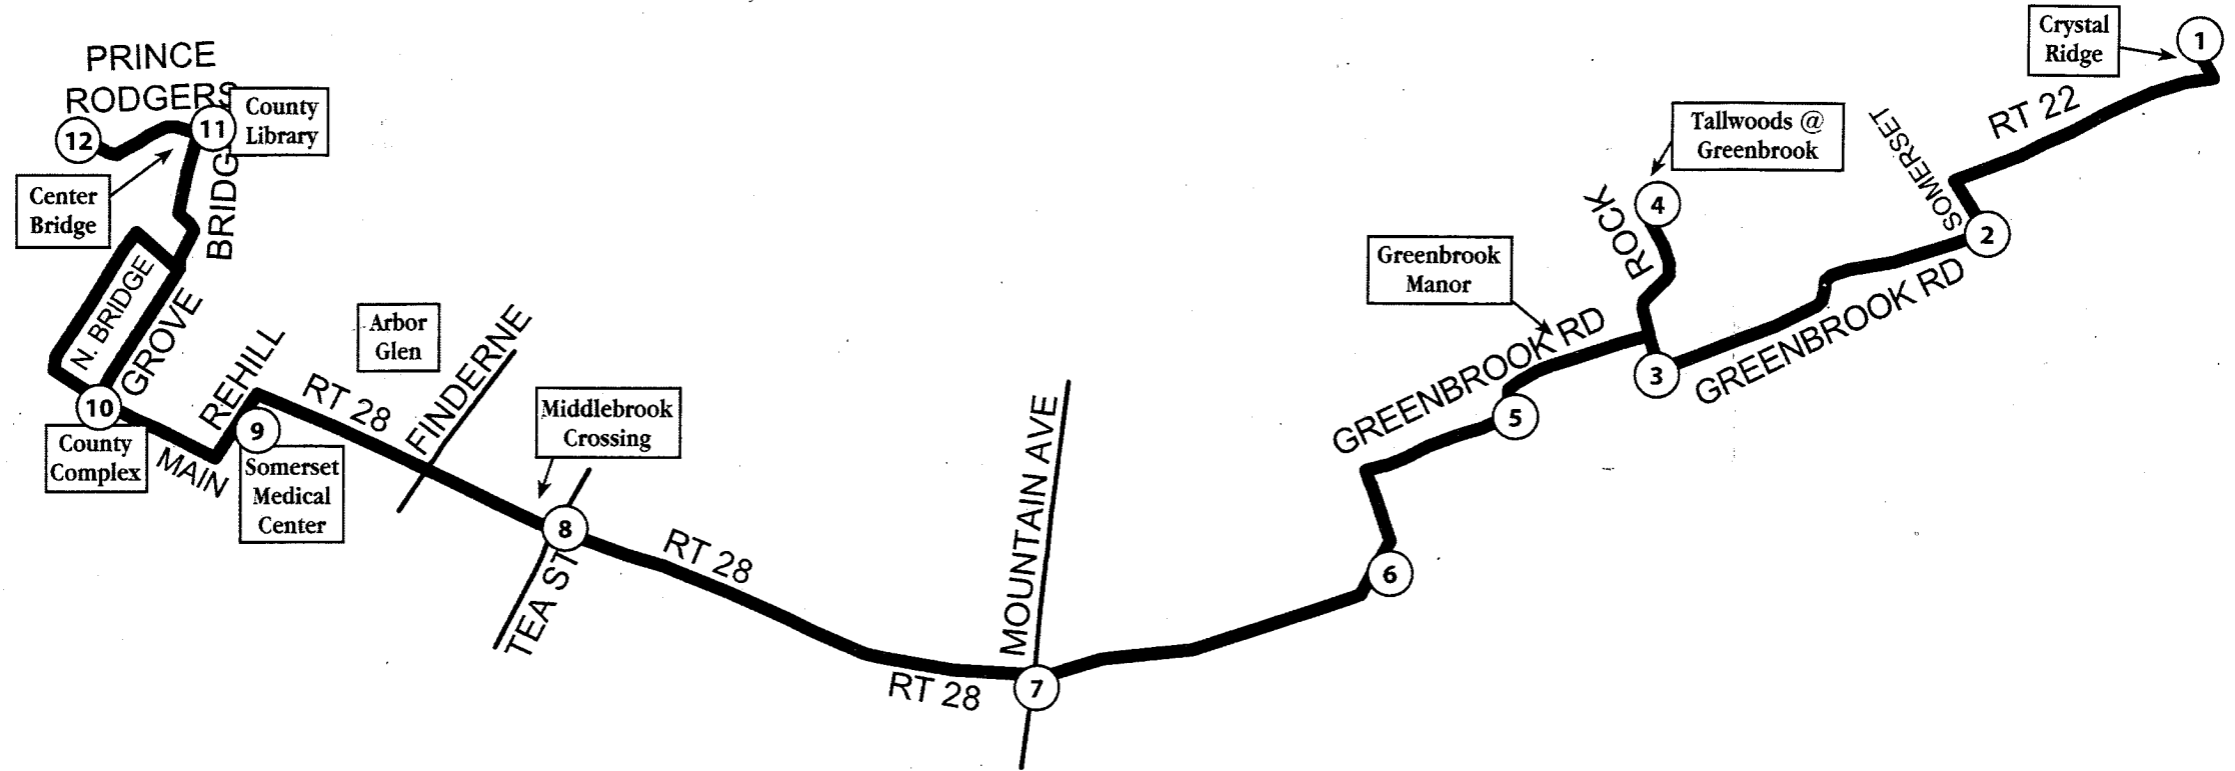 PRINCE
RODGERS
12
11
County
Library
Center
Bridge
BRIDGE
N. BRIDGE
GROVE
10
County
Complex
MAIN
REHILL
9
Somerset
Medical
Center
RT 28
Arbor
Glen
FINDERNE
Middlebrook
Crossing
8
TEA ST
RT 28
RT 28
MOUNTAIN AVE
7
6
GREENBROOK RD
5
Greenbrook
Manor
ROCK
4
Tallwoods @
Greenbrook
3
GREENBROOK RD
2
SOMERSET
RT 22
Crystal
Ridge
1